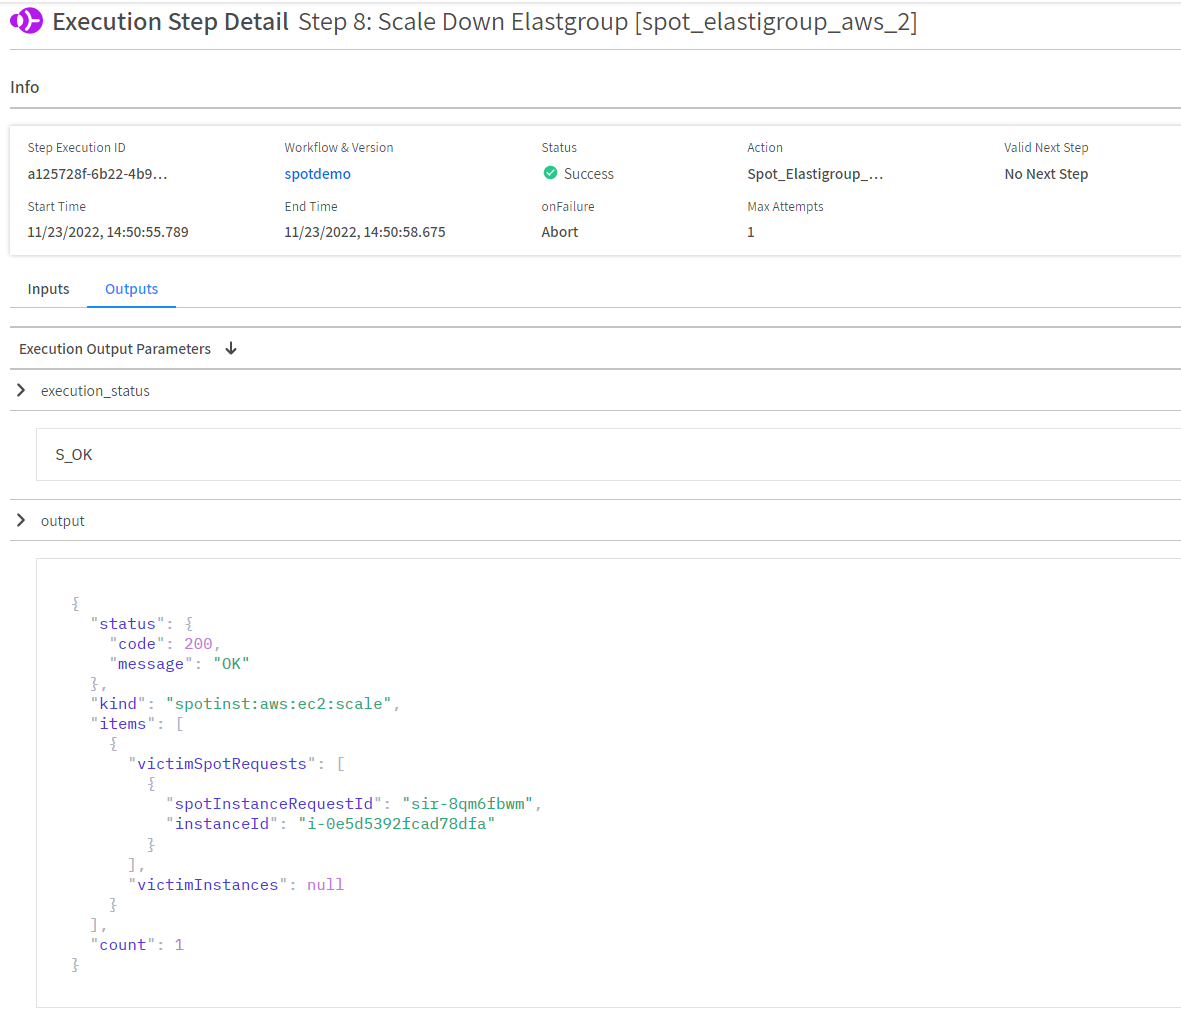 Execution Step Detail Step 8: Scale Down Elastgroup [spot_elastigroup_aws_2]
Info
Step Execution ID Workflow & Version Status Action Valid Next Step
a125728f-6b22-4b9... spotdemo Success Spot_Elastigroup_... No Next Step
Start Time End Time onFailure Max Attempts
11/23/2022, 14:50:55.789 11/23/2022, 14:50:58.675 Abort 1
Inputs Outputs
Execution Output Parameters
execution_status
S_OK
output
{
  "status": {
    "code": 200,
    "message": "OK"
  },
  "kind": "spotinst:aws:ec2:scale",
  "items": [
    {
      "victimSpotRequests": [
        {
          "spotInstanceRequestId": "sir-8qm6fbwm",
          "instanceId": "i-0e5d5392fcad78dfa"
        }
      ],
      "victimInstances": null
    }
  ],
  "count": 1
}